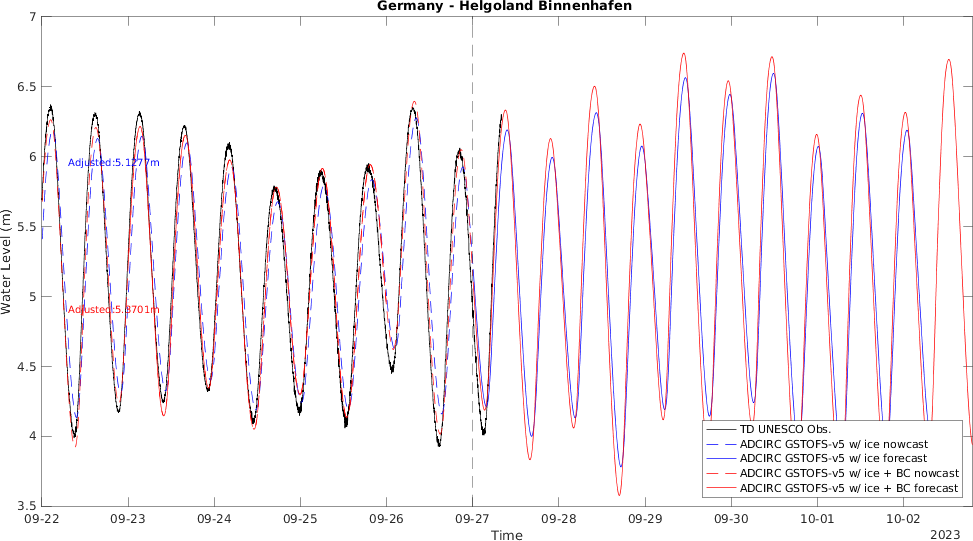 Germany - Helgoland Binnenhafen
7
6.5
6
5.5
5
4.5
4
3.5
Water Level (m)
Adjusted:5.1277m
Adjusted:5.3701m
TD UNESCO Obs.
ADCIRC GSTOFS-v5 w/ ice nowcast
ADCIRC GSTOFS-v5 w/ ice forecast
ADCIRC GSTOFS-v5 w/ ice + BC nowcast
ADCIRC GSTOFS-v5 w/ ice + BC forecast
09-22 09-23 09-24 09-25 09-26 09-27 09-28 09-29 09-30 10-01 10-02
Time
2023